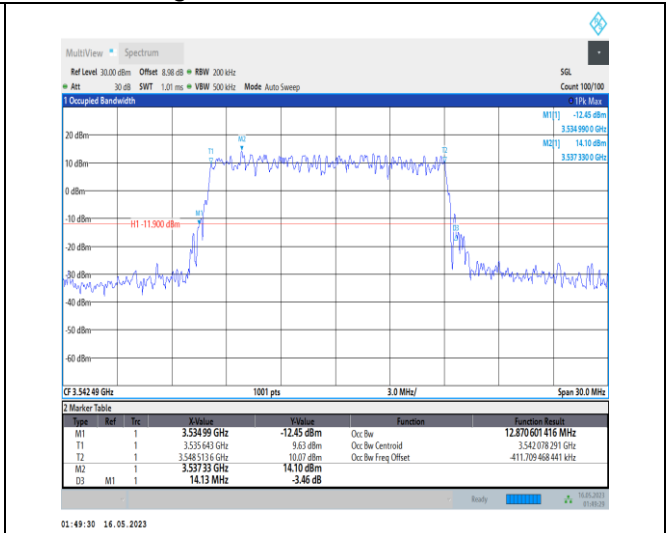 MultiView Spectrum
Ref Level 30.00 dBm Offset 8.98 dB RBW 200 kHz SGL
Att 30 dB SWT 1.01 ms VBW 500 kHz Mode Auto Sweep Count 100/100
1 Occupied Bandwidth 1Pk Max
M1[1] -12.45 dBm
3.534 990 0 GHz
M2[1] 14.10 dBm
3.537 330 0 GHz
20 dBm
M2
T1
T2
10 dBm
0 dBm
-10 dBm
M1
H1 -11.900 dBm
D3
-20 dBm
-30 dBm
-40 dBm
-50 dBm
-60 dBm
CF 3.542 49 GHz 1001 pts 3.0 MHz/ Span 30.0 MHz
2 Marker Table
Type Ref Trc X-Value Y-Value Function Function Result
M1 1 3.534 99 GHz -12.45 dBm Occ Bw 12.870 601 416 MHz
T1 1 3.535 643 GHz 9.63 dBm Occ Bw Centroid 3.542 078 291 GHz
T2 1 3.548 513 6 GHz 10.07 dBm Occ Bw Freq Offset -411.709 468 441 kHz
M2 1 3.537 33 GHz 14.10 dBm
D3 M1 1 14.13 MHz -3.46 dB
Ready 16.05.2023
01:49:29
01:49:30 16.05.2023